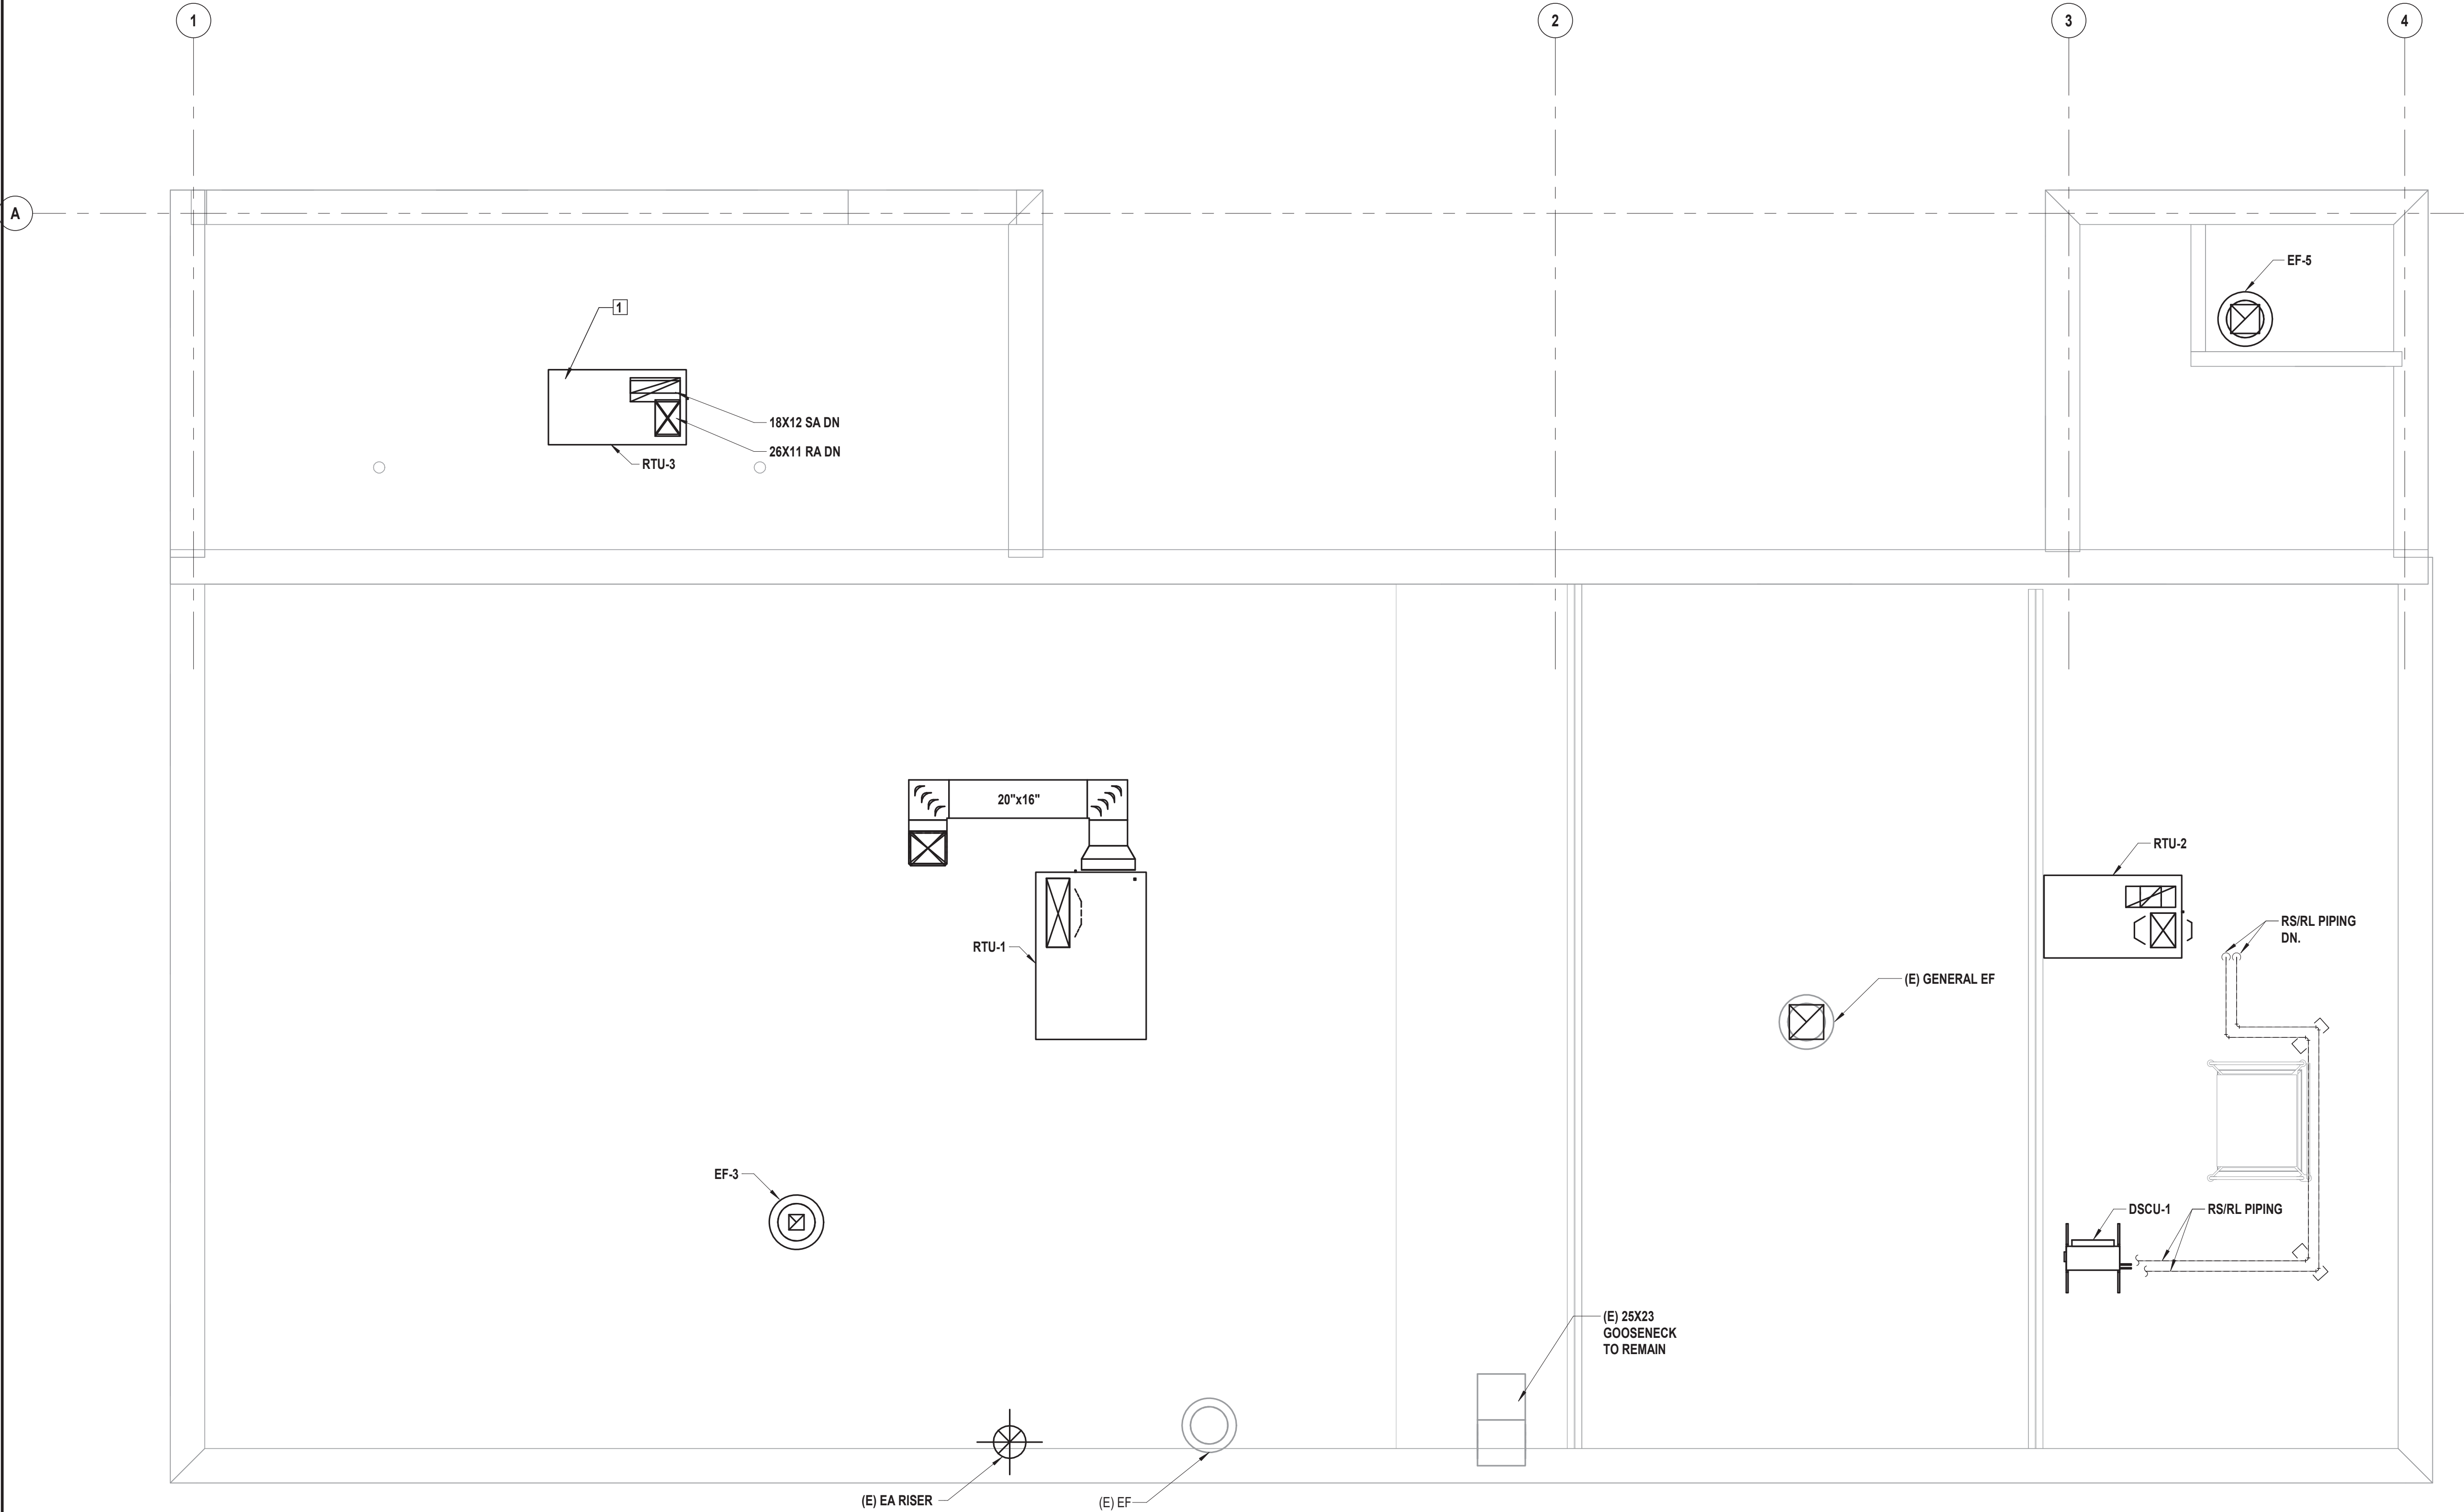 1
2
3
4
A
EF-5
1
18X12 SA DN
26X11 RA DN
RTU-3
20"x16"
RTU-2
RS/RL PIPING
DN.
RTU-1
(E) GENERAL EF
EF-3
DSCU-1
RS/RL PIPING
(E) 25X23
GOOSENECK
TO REMAIN
(E) EA RISER
(E) EF